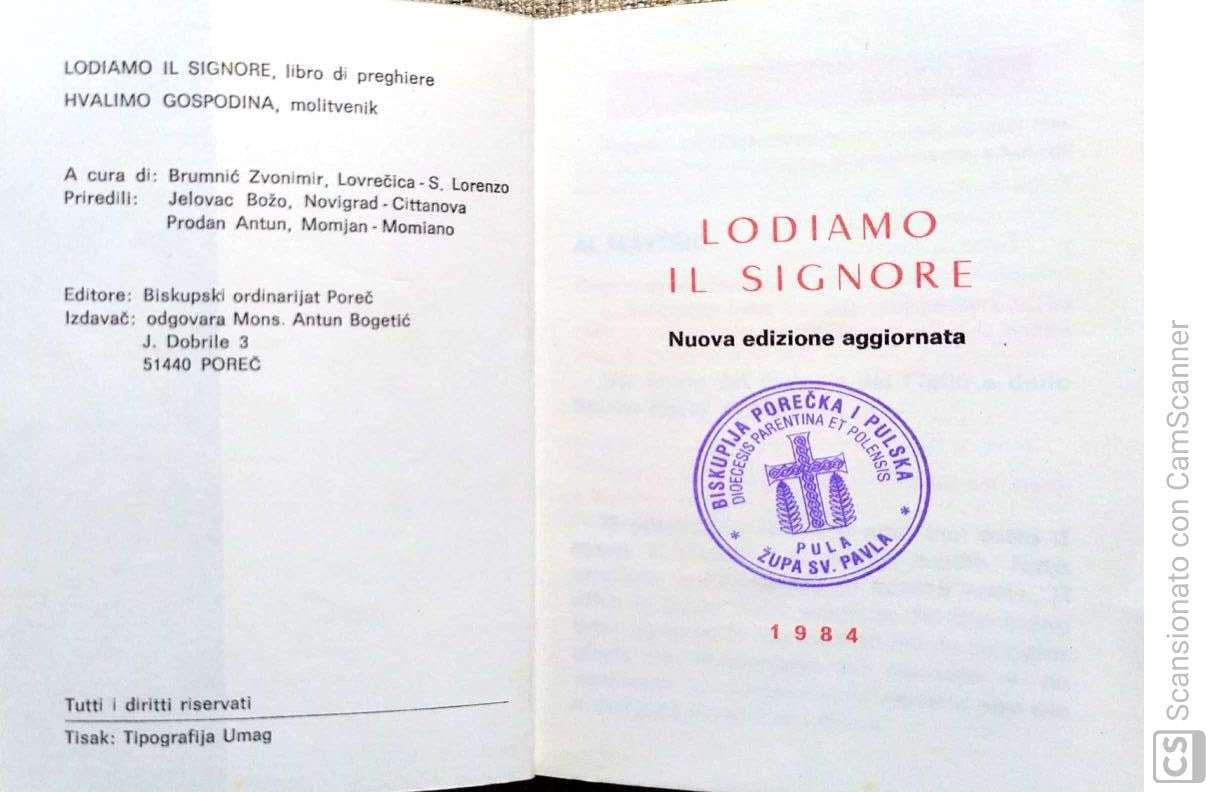 LODIAMO IL SIGNORE, libro di preghiere
HVALIMO GOSPODINA, molitvenik
A cura di: Brumnić Zvonimir, Lovrečica - S. Lorenzo
Priredili: Jelovac Božo, Novigrad - Cittanova
Prodan Antun, Momjan - Momiano
Editore: Biskupski ordinarijat Poreč
Izdavač: odgovara Mons. Antun Bogetić
J. Dobrile 3
51440 POREČ
Tutti i diritti riservati
Tisak: Tipografija Umag
LODIAMO
IL SIGNORE
Nuova edizione aggiornata
BISKUPIJA POREČKA I PULSKA
DIOECESIS PARENTINA ET POLENSIS
PULA
* ŽUPA SV. PAVLA *
1984
CS Scansionato con CamScanner